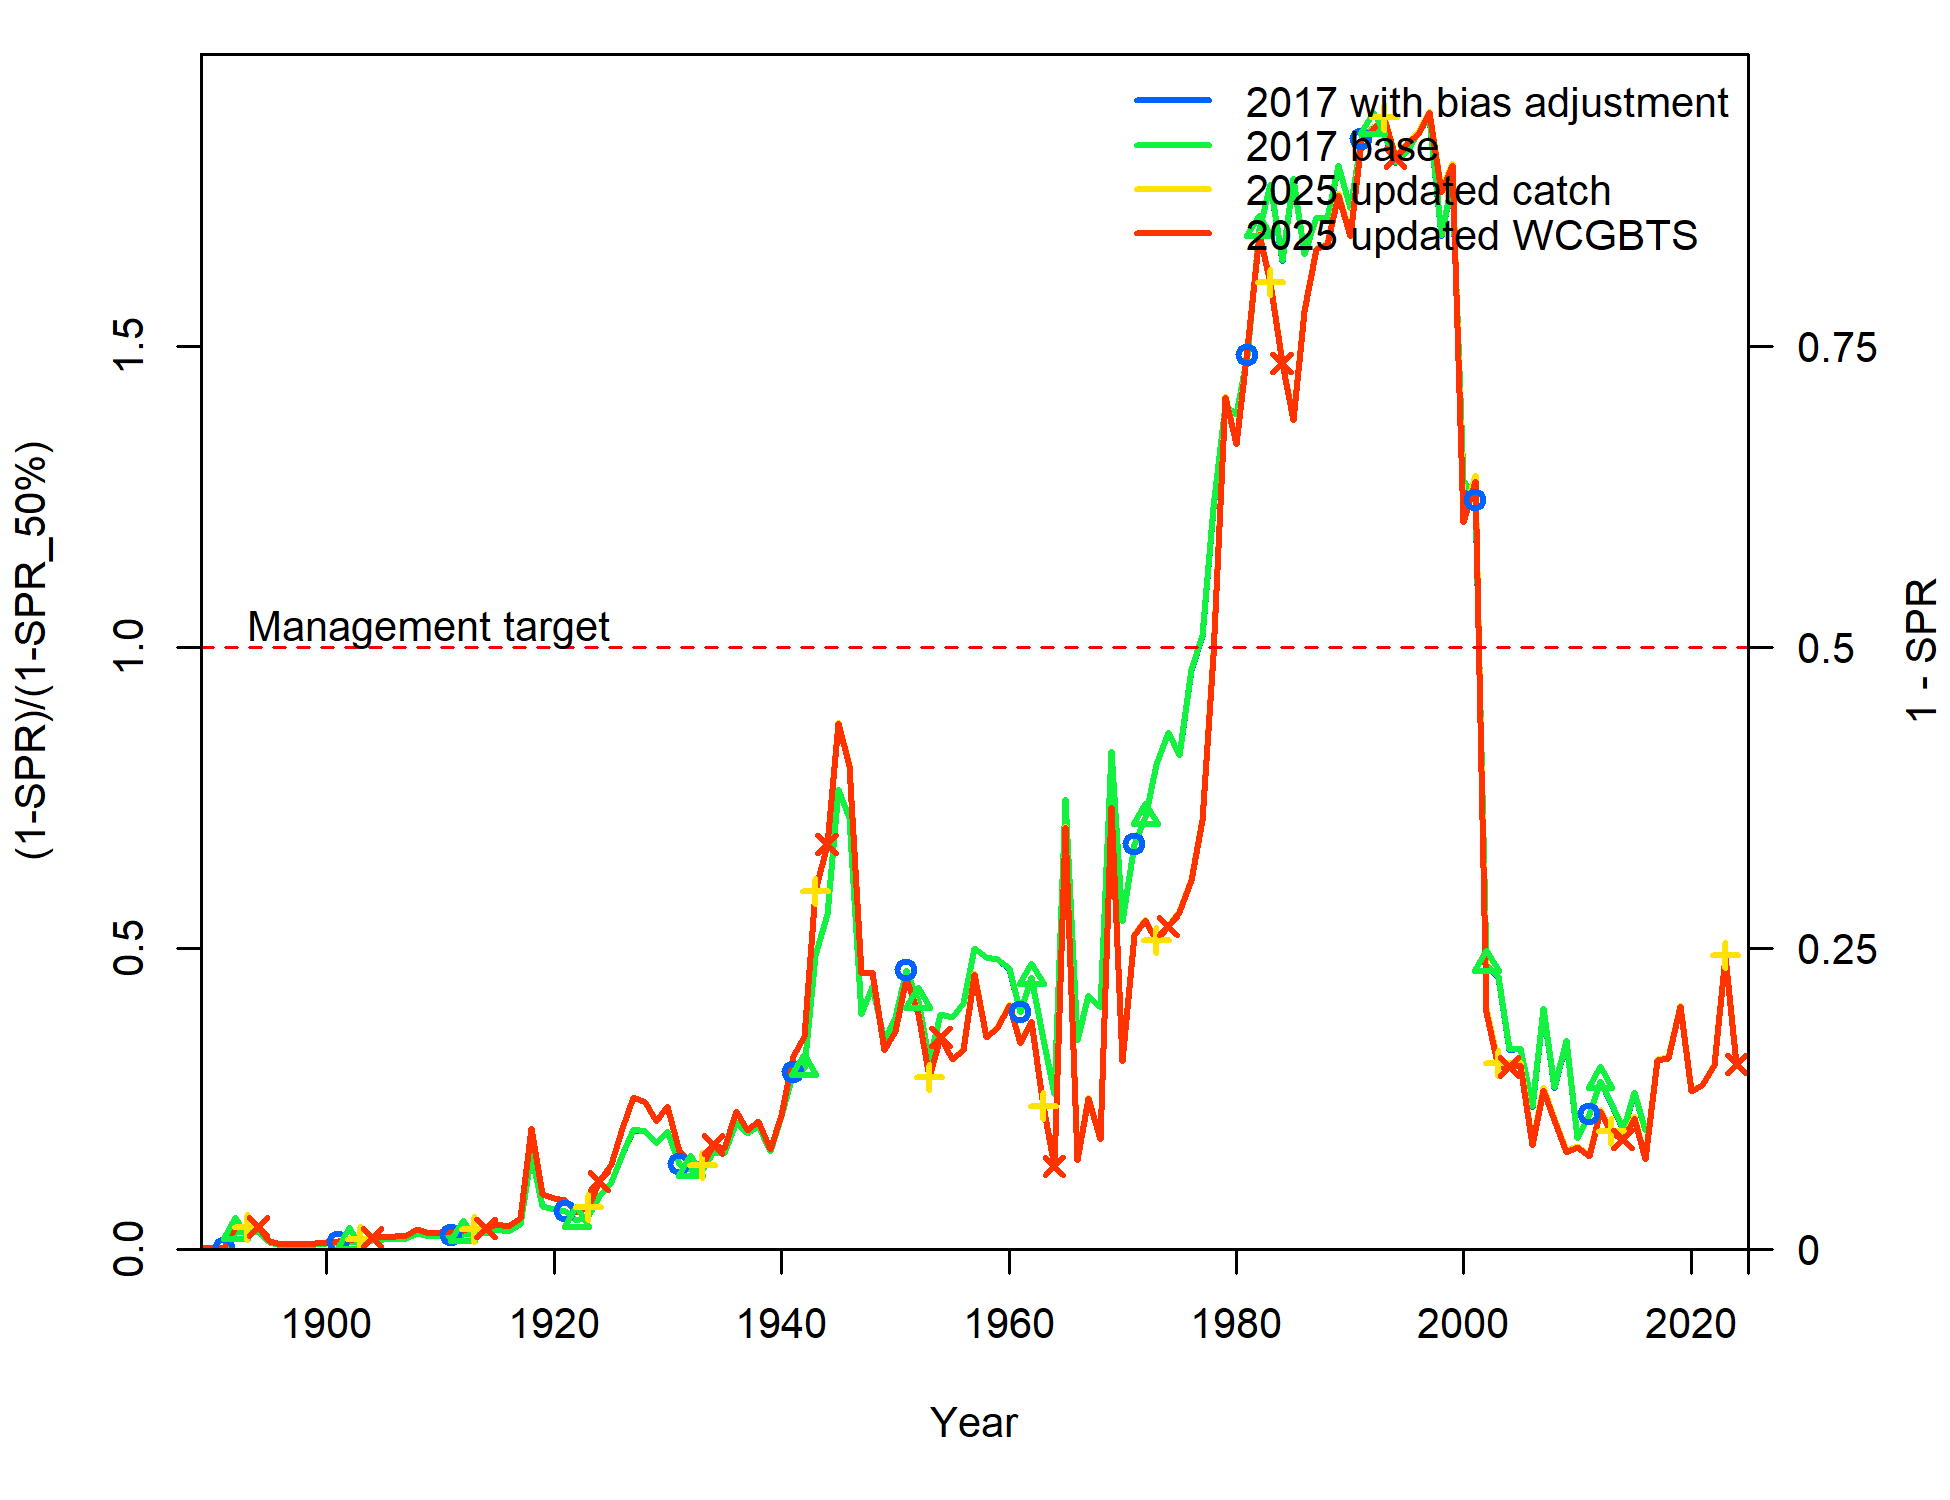 2017 with bias adjustment
2017 base
2025 updated catch
2025 updated WCGBTS
Management target
(1-SPR)/(1-SPR_50%)
0.0
0.5
1.0
1.5
1 - SPR
0
0.25
0.5
0.75
1900
1920
1940
1960
1980
2000
2020
Year